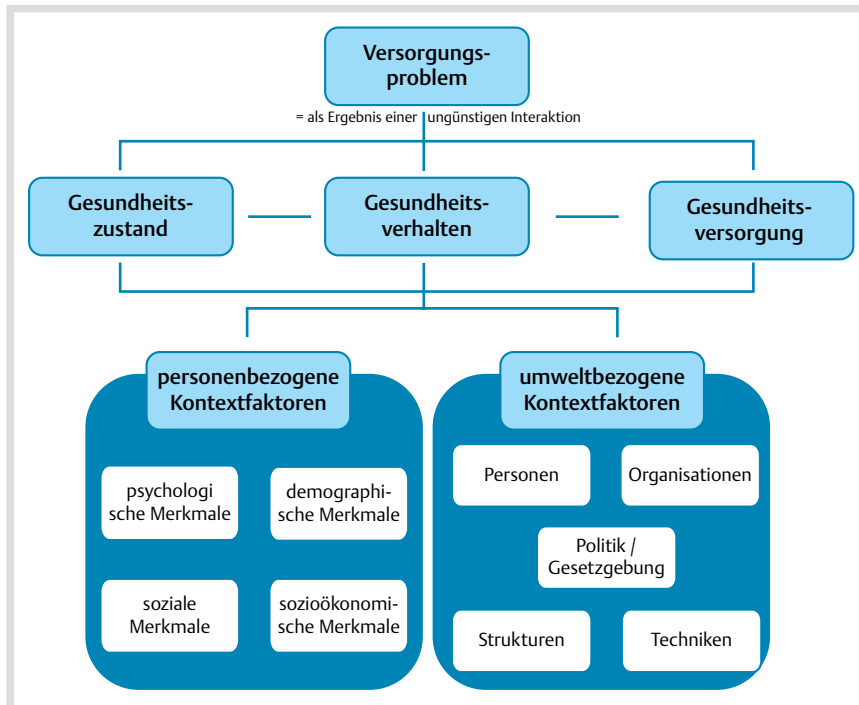 Versorgungs-
problem
= als Ergebnis einer ungünstigen Interaktion
Gesundheits-
zustand
Gesundheits-
verhalten
Gesundheits-
versorgung
personenbezogene
Kontextfaktoren
umweltbezogene
Kontextfaktoren
psychologi
sche Merkmale
demographi-
sche Merkmale
soziale
Merkmale
sozioökonomi-
sche Merkmale
Personen
Organisationen
Politik /
Gesetzgebung
Strukturen
Techniken